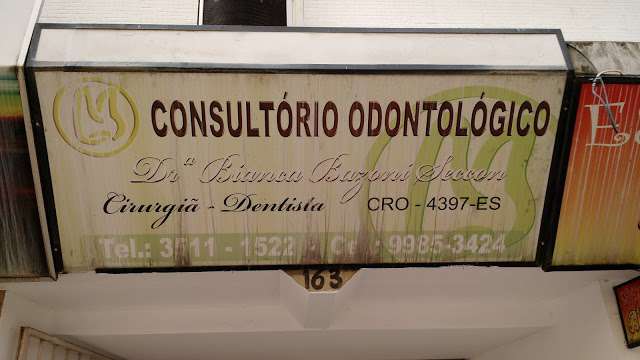 CONSULTÓRIO ODONTOLÓGICO
Drª Bianca Bazoni Seccon
Cirurgiã - Dentista CRO - 4397-ES
Tel.: 3511 - 1522 - Cel.: 9985-3424
163